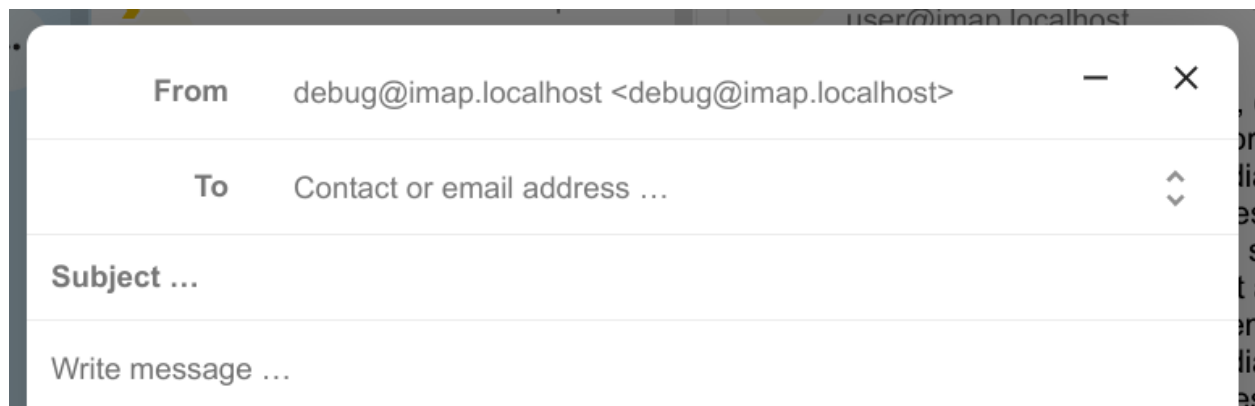 user@imap.localhost
From debug@imap.localhost <debug@imap.localhost>
To Contact or email address …
Subject …
Write message …